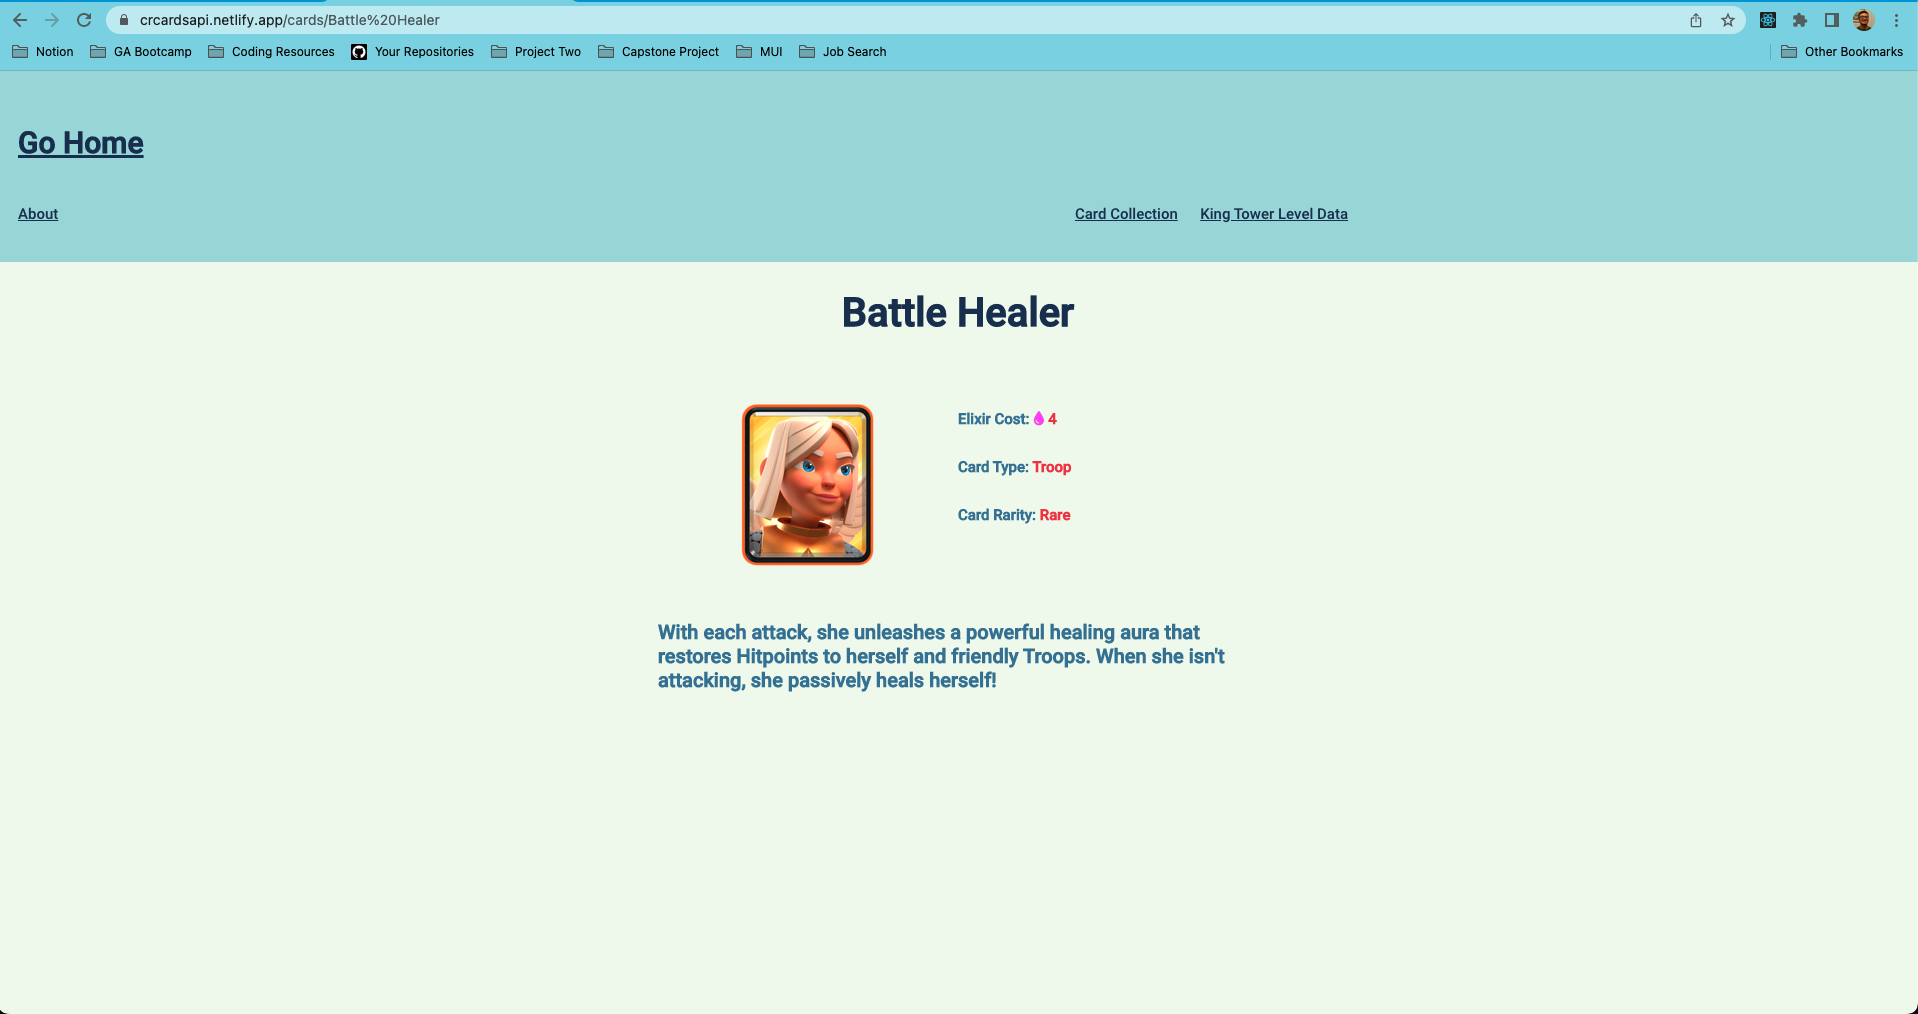 crcardsapi.netlify.app/cards/Battle%20Healer
Notion GA Bootcamp Coding Resources Your Repositories Project Two Capstone Project MUI Job Search Other Bookmarks
Go Home
About Card Collection King Tower Level Data
Battle Healer
Elixir Cost: 4
Card Type: Troop
Card Rarity: Rare
With each attack, she unleashes a powerful healing aura that
restores Hitpoints to herself and friendly Troops. When she isn't
attacking, she passively heals herself!